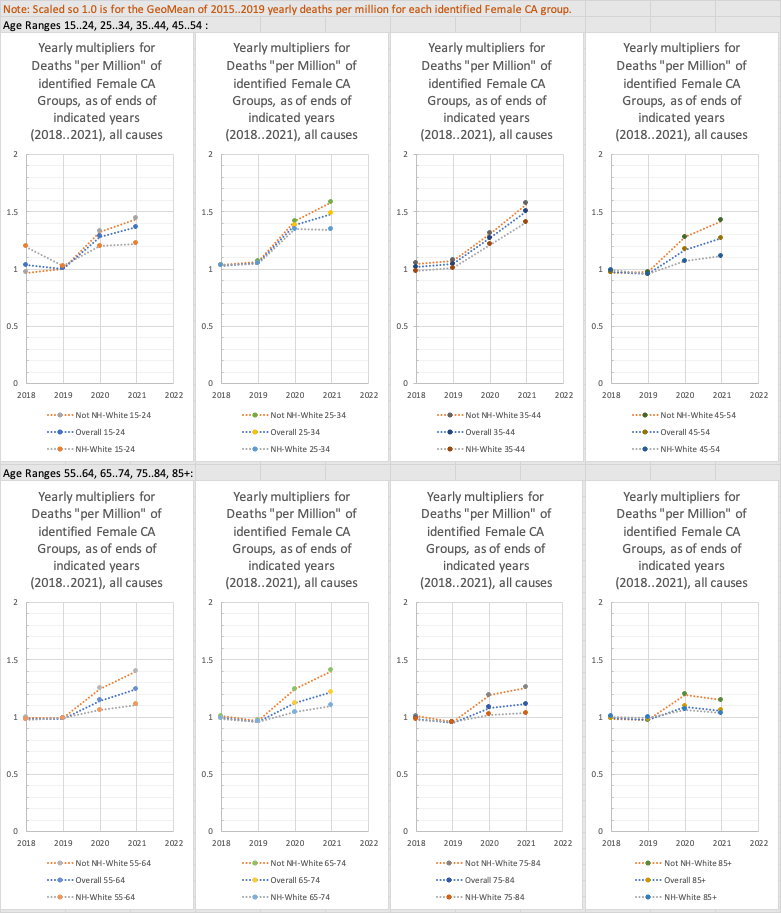 Note: Scaled so 1.0 is for the GeoMean of 2015..2019 yearly deaths per million for each identified Female CA group.
Age Ranges 15..24, 25..34, 35..44, 45..54 :
Yearly multipliers for
Deaths "per Million" of
identified Female CA
Groups, as of ends of
indicated years
(2018..2021), all causes
2
1.5
1
0.5
0
2018 2019 2020 2021 2022
Not NH-White 15-24
Overall 15-24
NH-White 15-24
Yearly multipliers for
Deaths "per Million" of
identified Female CA
Groups, as of ends of
indicated years
(2018..2021), all causes
2
1.5
1
0.5
0
2018 2019 2020 2021 2022
Not NH-White 25-34
Overall 25-34
NH-White 25-34
Yearly multipliers for
Deaths "per Million" of
identified Female CA
Groups, as of ends of
indicated years
(2018..2021), all causes
2
1.5
1
0.5
0
2018 2019 2020 2021 2022
Not NH-White 35-44
Overall 35-44
NH-White 35-44
Yearly multipliers for
Deaths "per Million" of
identified Female CA
Groups, as of ends of
indicated years
(2018..2021), all causes
2
1.5
1
0.5
0
2018 2019 2020 2021 2022
Not NH-White 45-54
Overall 45-54
NH-White 45-54
Age Ranges 55..64, 65..74, 75..84, 85+:
Yearly multipliers for
Deaths "per Million" of
identified Female CA
Groups, as of ends of
indicated years
(2018..2021), all causes
2
1.5
1
0.5
0
2018 2019 2020 2021 2022
Not NH-White 55-64
Overall 55-64
NH-White 55-64
Yearly multipliers for
Deaths "per Million" of
identified Female CA
Groups, as of ends of
indicated years
(2018..2021), all causes
2
1.5
1
0.5
0
2018 2019 2020 2021 2022
Not NH-White 65-74
Overall 65-74
NH-White 65-74
Yearly multipliers for
Deaths "per Million" of
identified Female CA
Groups, as of ends of
indicated years
(2018..2021), all causes
2
1.5
1
0.5
0
2018 2019 2020 2021 2022
Not NH-White 75-84
Overall 75-84
NH-White 75-84
Yearly multipliers for
Deaths "per Million" of
identified Female CA
Groups, as of ends of
indicated years
(2018..2021), all causes
2
1.5
1
0.5
0
2018 2019 2020 2021 2022
Not NH-White 85+
Overall 85+
NH-White 85+